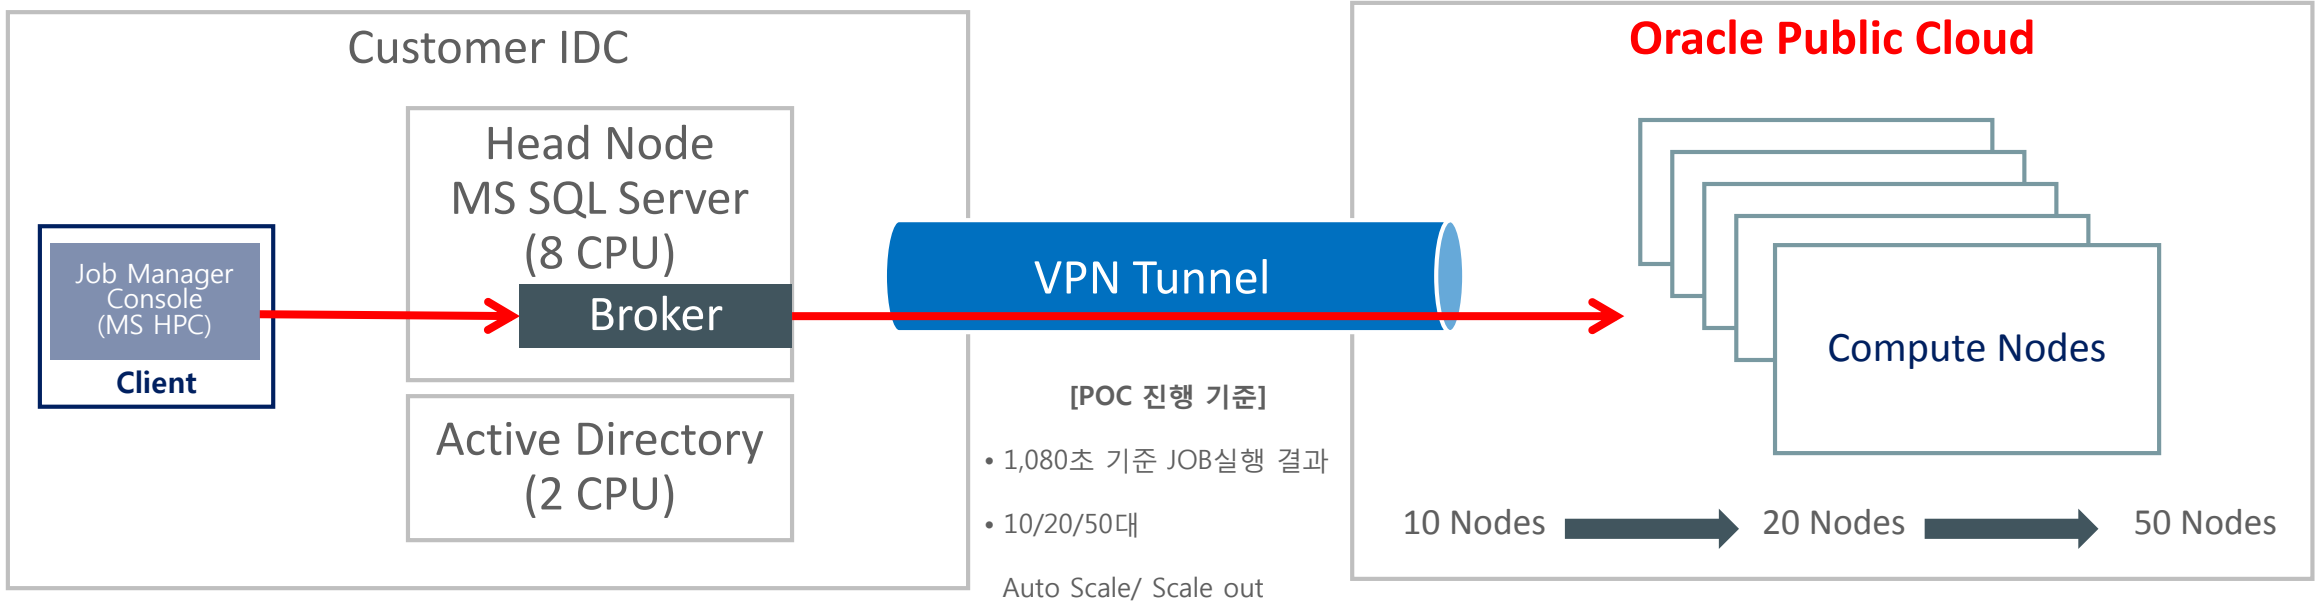 Customer IDC
Head Node
MS SQL Server
(8 CPU)
Broker
Job Manager
Console
(MS HPC)
Client
Active Directory
(2 CPU)
VPN Tunnel
[POC 진행 기준]
• 1,080초 기준 JOB실행 결과
• 10/20/50대
Auto Scale/ Scale out
Oracle Public Cloud
Compute Nodes
10 Nodes
20 Nodes
50 Nodes